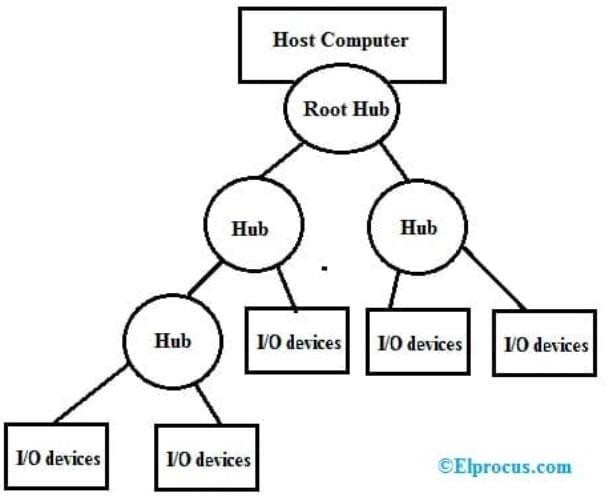 Host Computer
Root Hub
Hub
Hub
Hub
I/O devices
I/O devices
I/O devices
I/O devices
I/O devices
©Elprocus.com